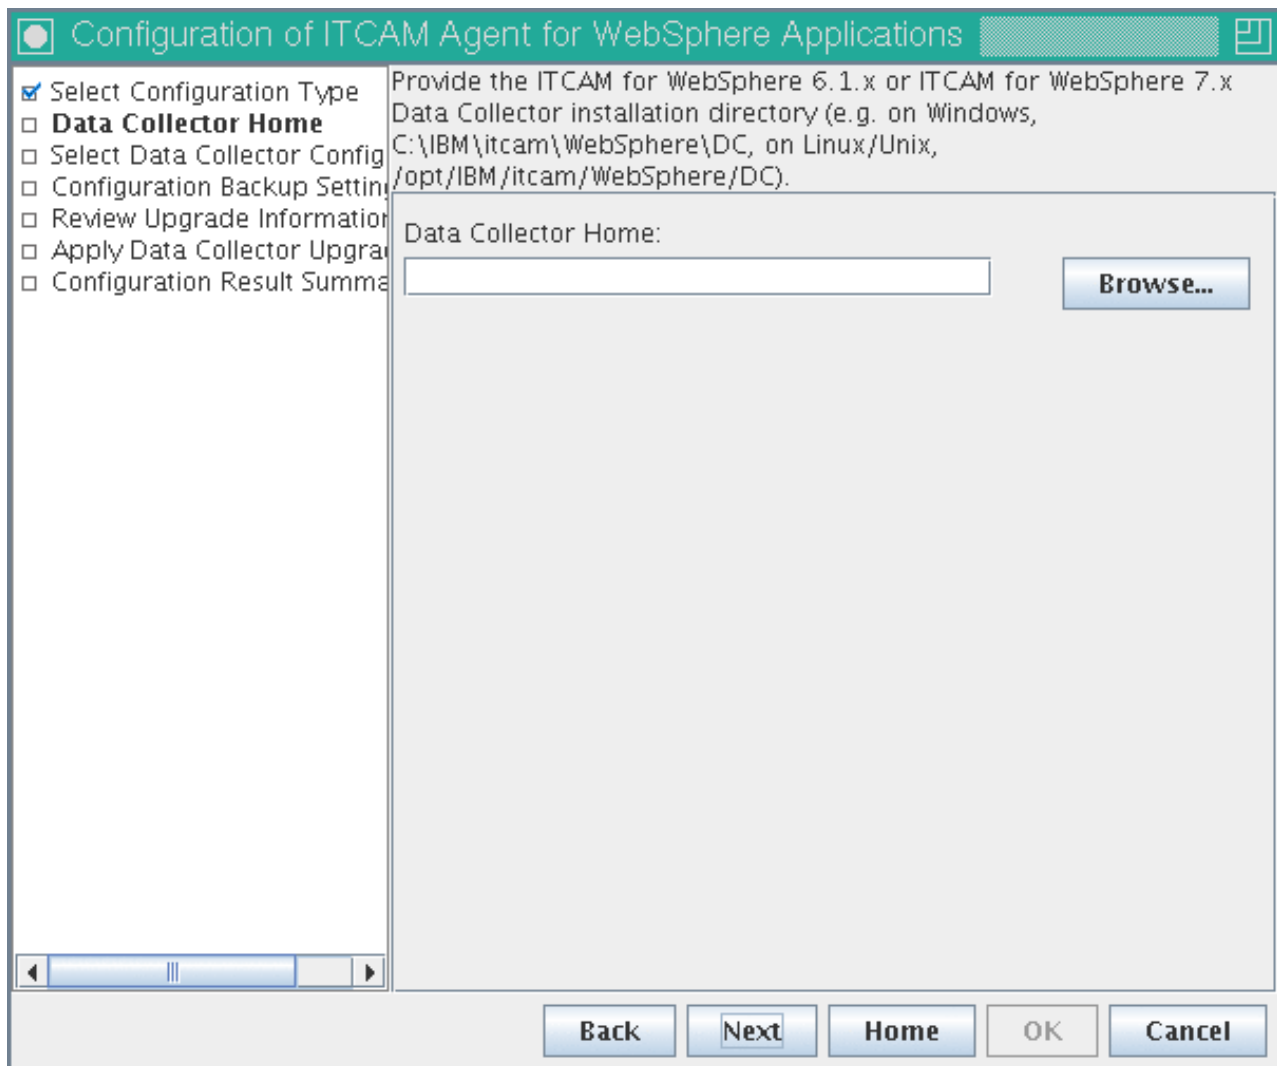 Configuration of ITCAM Agent for WebSphere Applications
Select Configuration Type
Data Collector Home
Select Data Collector Config
Configuration Backup Settin
Review Upgrade Information
Apply Data Collector Upgra
Configuration Result Summa
Provide the ITCAM for WebSphere 6.1.x or ITCAM for WebSphere 7.x
Data Collector installation directory (e.g. on Windows,
C:\IBM\itcam\WebSphere\DC, on Linux/Unix,
/opt/IBM/itcam/WebSphere/DC).
Data Collector Home:
Browse...
Back
Next
Home
OK
Cancel